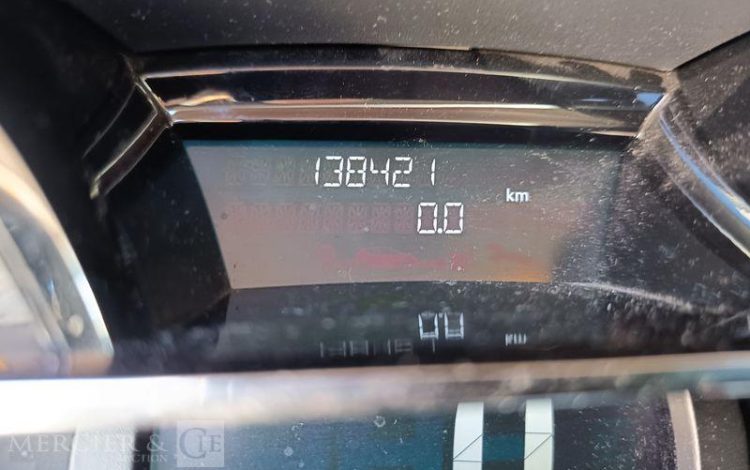 138421
km
0.0
MERCIER & CIE